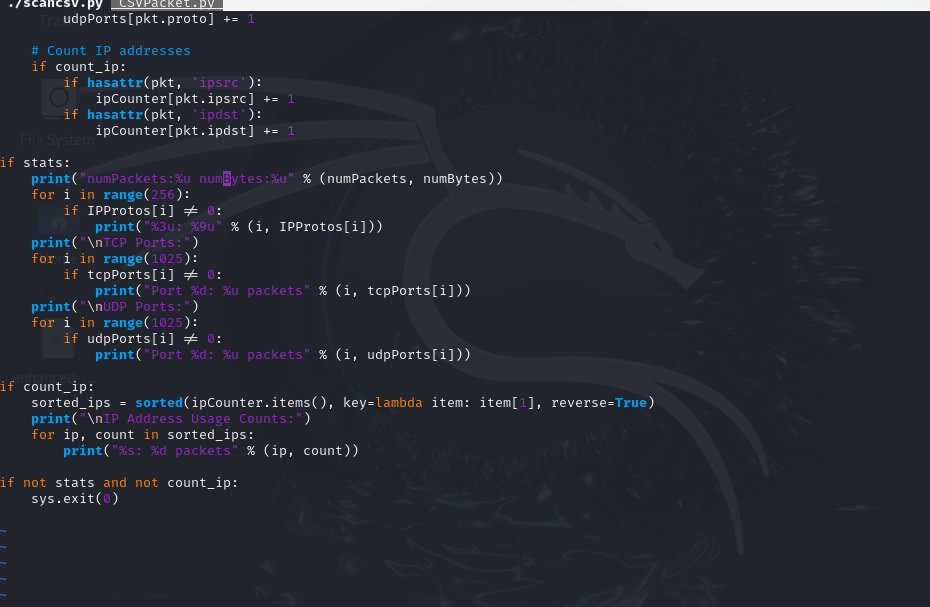 ./scancsv.py  CSVPacket.py
        udpPorts[pkt.proto] += 1

    # Count IP addresses
    if count_ip:
        if hasattr(pkt, 'ipsrc'):
            ipCounter[pkt.ipsrc] += 1
        if hasattr(pkt, 'ipdst'):
            ipCounter[pkt.ipdst] += 1
File System

if stats:
    print("numPackets:%u numBytes:%u" % (numPackets, numBytes))
    for i in range(256):
        if IPProtos[i] ≠ 0:
            print("%3u: %9u" % (i, IPProtos[i]))
    print("\nTCP Ports:")
    for i in range(1025):
        if tcpPorts[i] ≠ 0:
            print("Port %d: %u packets" % (i, tcpPorts[i]))
    print("\nUDP Ports:")
    for i in range(1025):
        if udpPorts[i] ≠ 0:
            print("Port %d: %u packets" % (i, udpPorts[i]))

enhanced
if count_ip:
    sorted_ips = sorted(ipCounter.items(), key=lambda item: item[1], reverse=True)
    print("\nIP Address Usage Counts:")
    for ip, count in sorted_ips:
        print("%s: %d packets" % (ip, count))

if not stats and not count_ip:
    sys.exit(0)

~
~
~
~
~